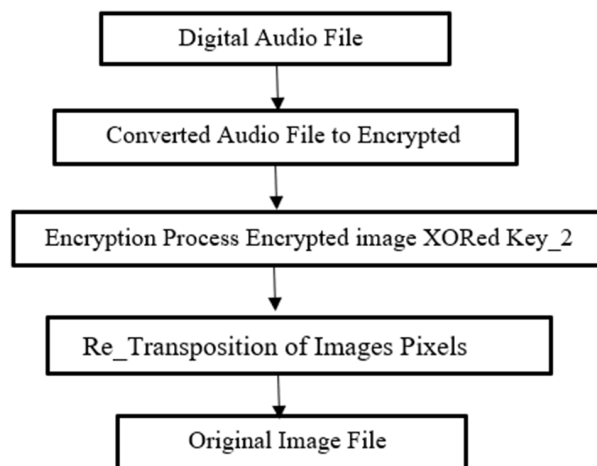 Digital Audio File
Converted Audio File to Encrypted
Encryption Process Encrypted image XORed Key_2
Re_Transposition of Images Pixels
Original Image File